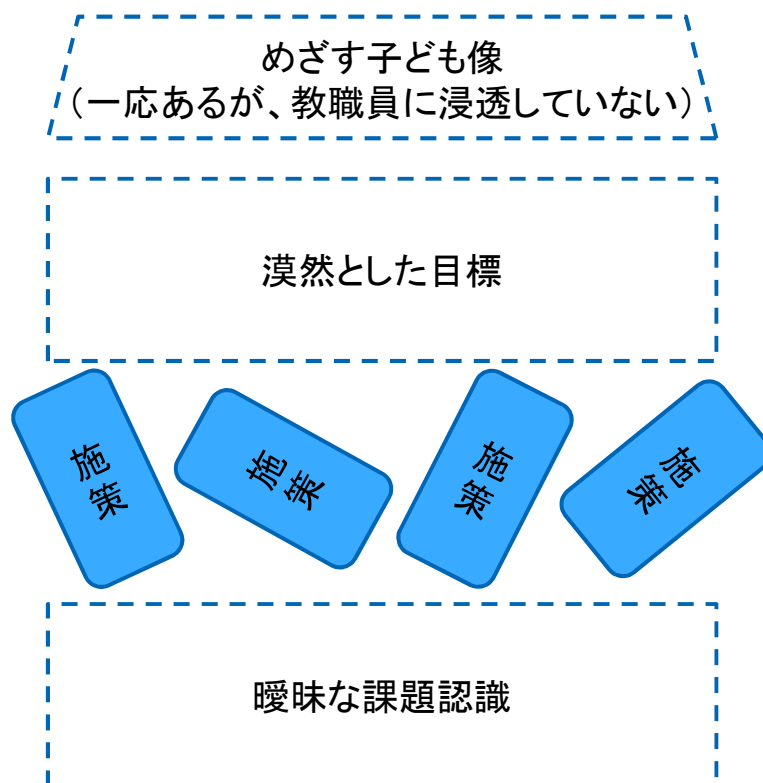 めざす子ども像
（一応あるが、教職員に浸透していない）
漠然とした目標
施策
施策
施策
施策
曖昧な課題認識